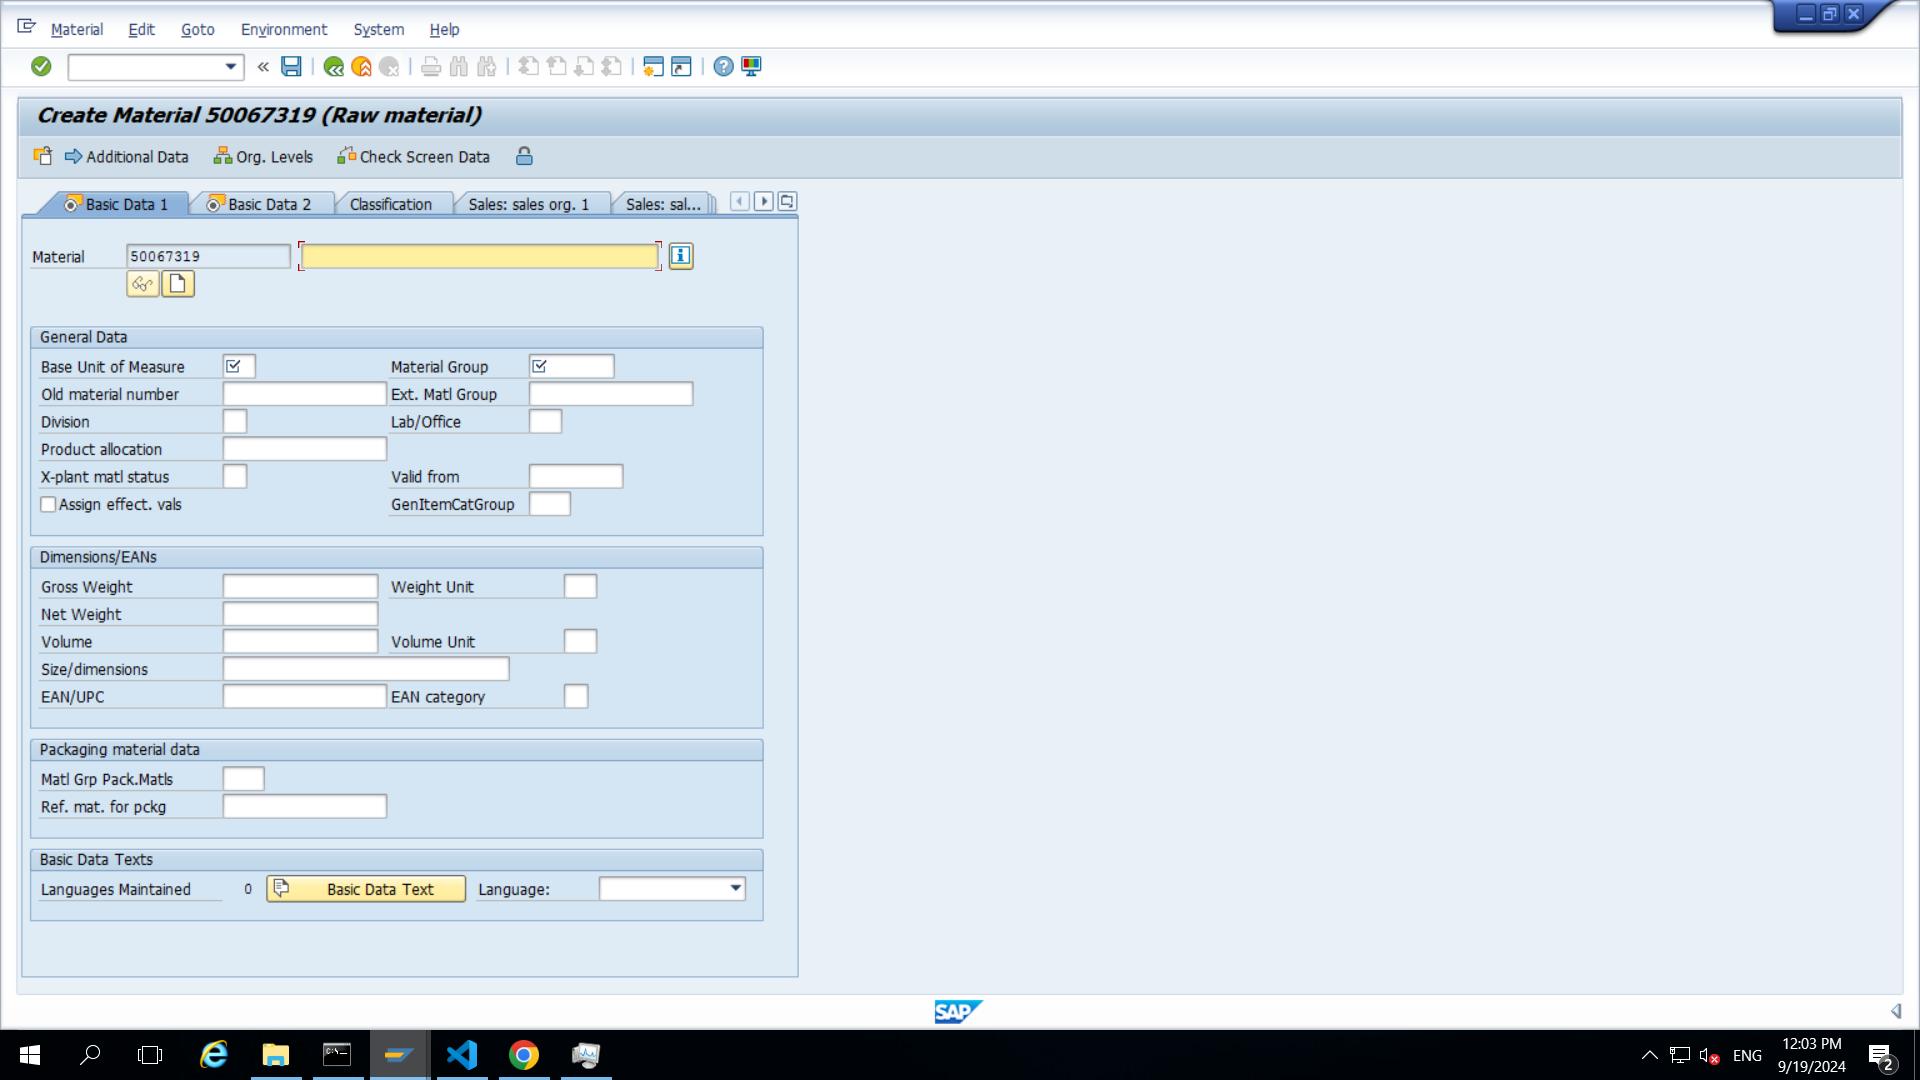 Material Edit Goto Environment System Help
Create Material 50067319 (Raw material)
Additional Data Org. Levels Check Screen Data
Basic Data 1 Basic Data 2 Classification Sales: sales org. 1 Sales: sal...
Material 50067319
General Data
Base Unit of Measure Material Group
Old material number Ext. Matl Group
Division Lab/Office
Product allocation
X-plant matl status Valid from
Assign effect. vals GenItemCatGroup
Dimensions/EANs
Gross Weight Weight Unit
Net Weight
Volume Volume Unit
Size/dimensions
EAN/UPC EAN category
Packaging material data
Matl Grp Pack.Matls
Ref. mat. for pckg
Basic Data Texts
Languages Maintained 0 Basic Data Text Language:
SAP
ENG
12:03 PM
9/19/2024
2